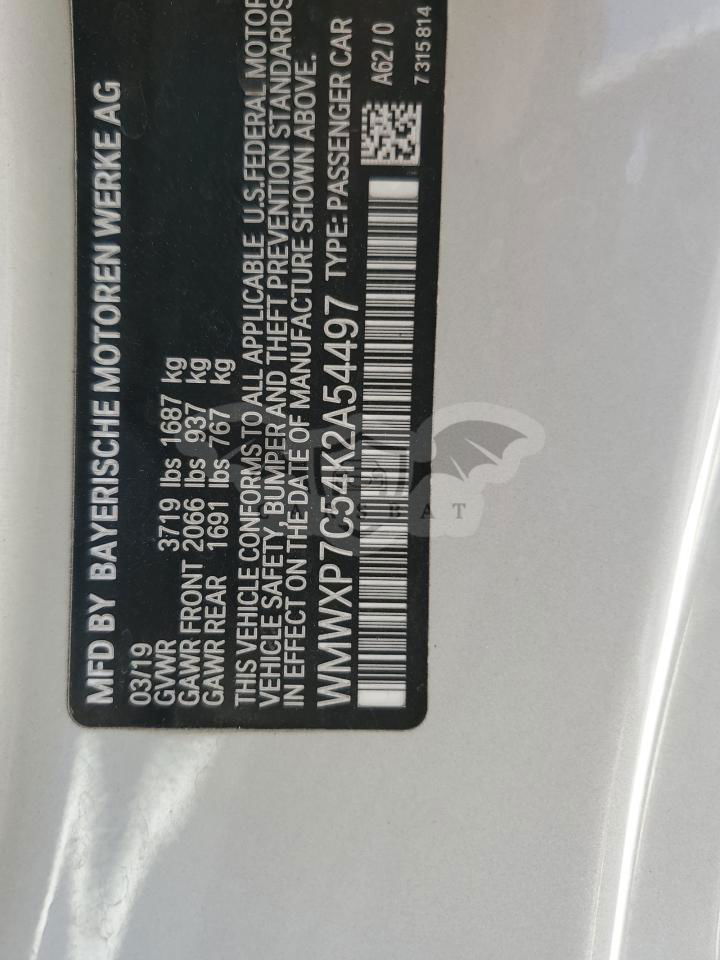 MFD BY BAYERISCHE MOTOREN WERKE AG
03/19
GVWR 3719 lbs 1687 kg
GAWR FRONT 2066 lbs 937 kg
GAWR REAR 1691 lbs 767 kg
THIS VEHICLE CONFORMS TO ALL APPLICABLE U.S.FEDERAL MOTOR
VEHICLE SAFETY, BUMPER AND THEFT PREVENTION STANDARDS
IN EFFECT ON THE DATE OF MANUFACTURE SHOWN ABOVE.
WMWXP7C54K2A54497 TYPE: PASSENGER CAR
A62/0
7 315 814
CARSBAT